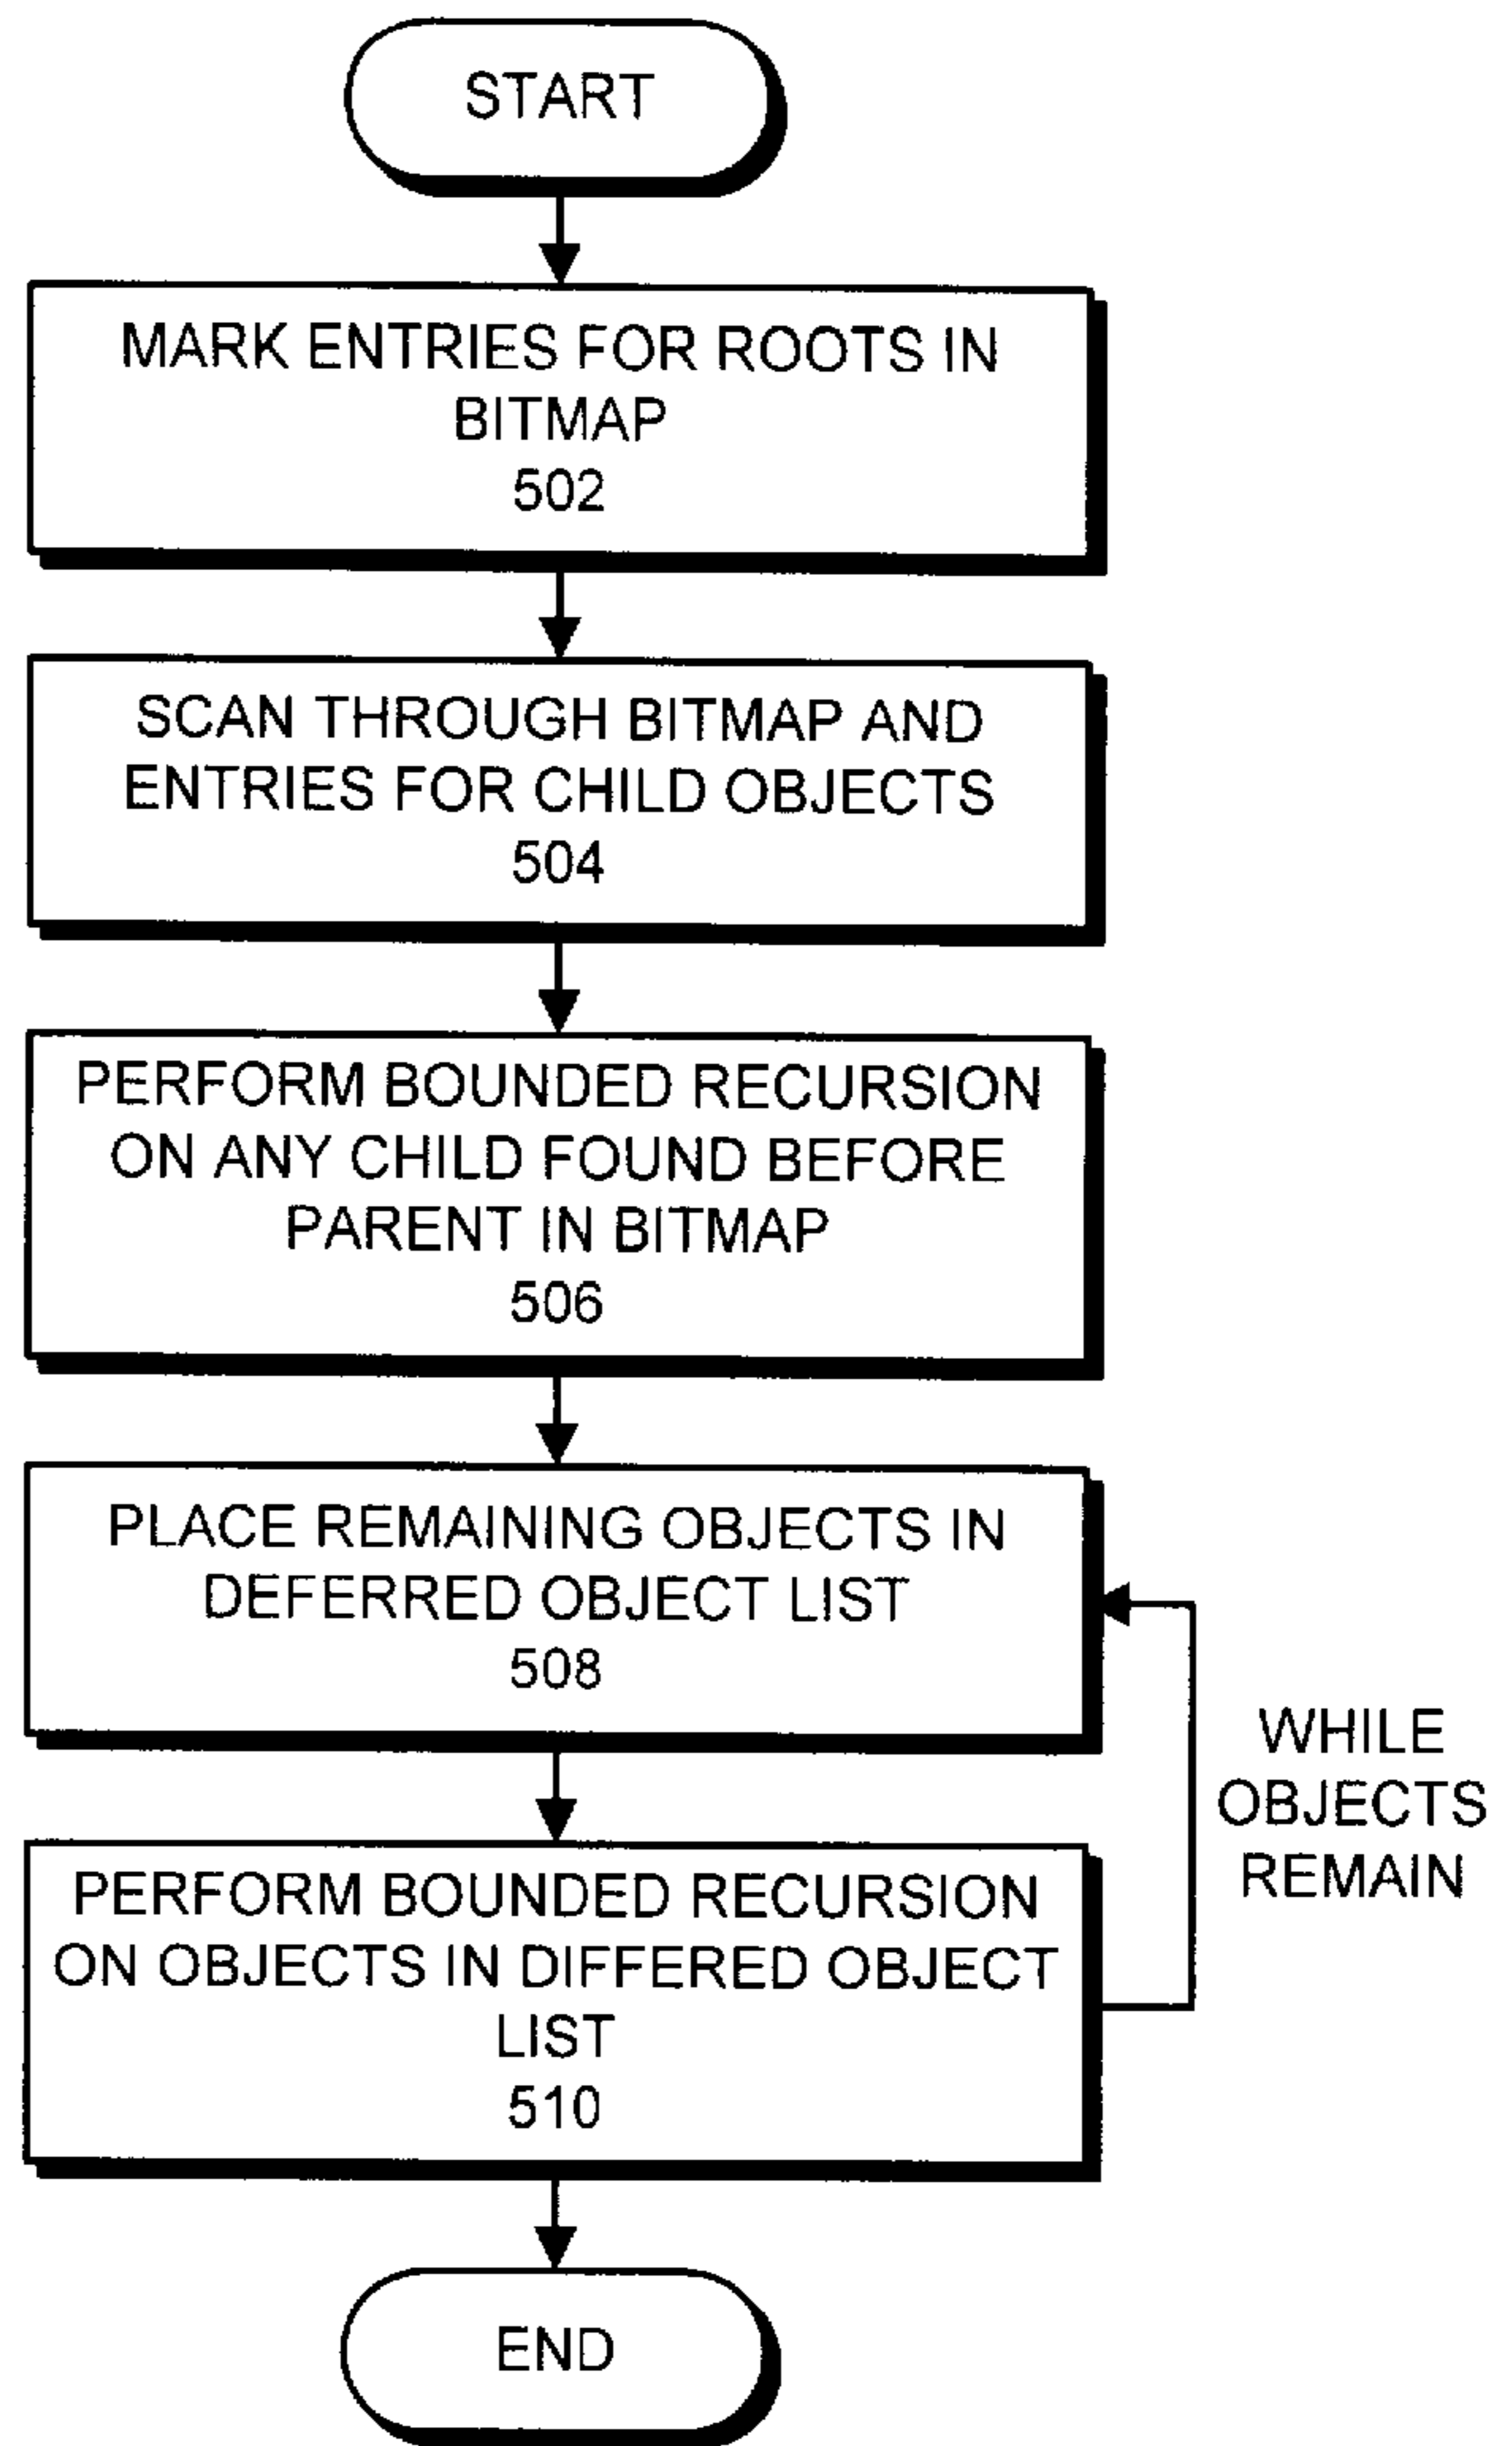 START
MARK ENTRIES FOR ROOTS IN
BITMAP
502
SCAN THROUGH BITMAP AND
ENTRIES FOR CHILD OBJECTS
504
PERFORM BOUNDED RECURSION
ON ANY CHILD FOUND BEFORE
PARENT IN BITMAP
506
PLACE REMAINING OBJECTS IN
DEFERRED OBJECT LIST
508
WHILE
OBJECTS
REMAIN
PERFORM BOUNDED RECURSION
ON OBJECTS IN DIFFERED OBJECT
LIST
510
END